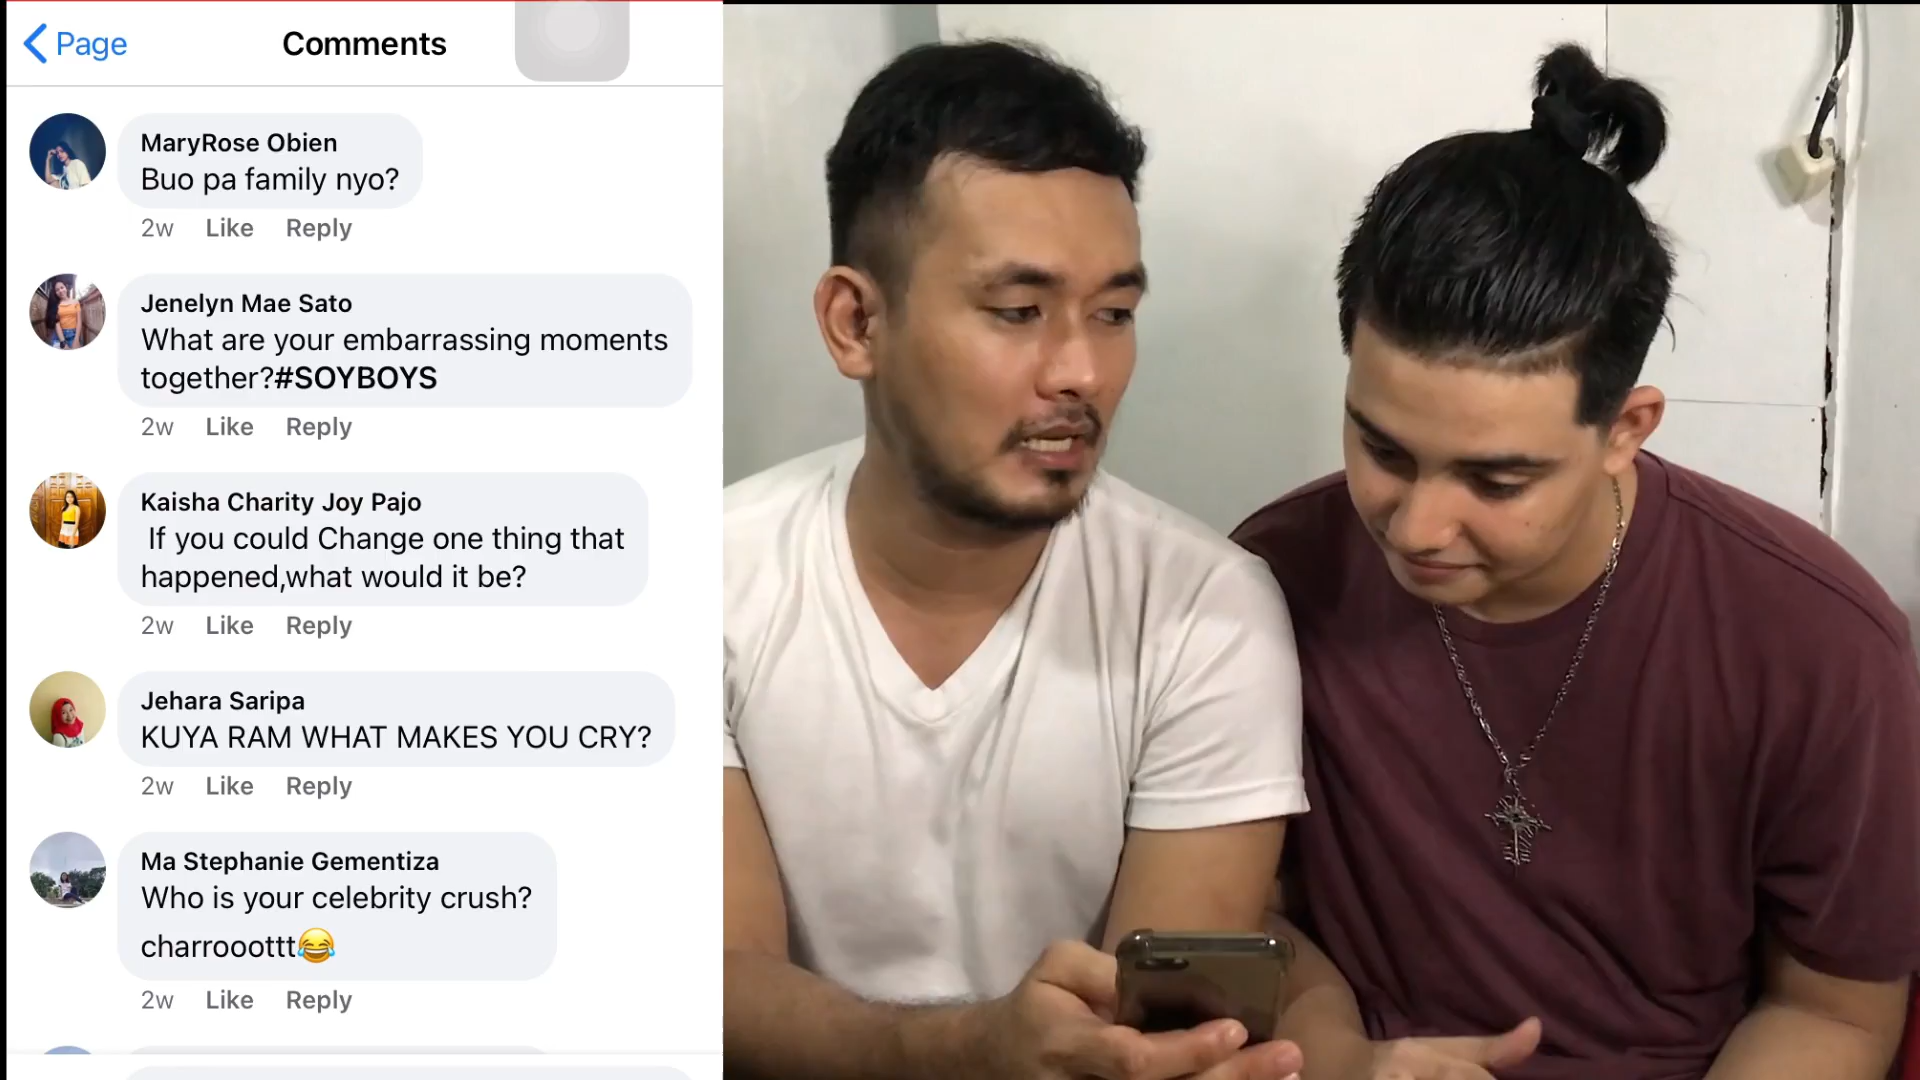 Page
Comments
MaryRose Obien
Buo pa family nyo?
2w Like Reply
Jenelyn Mae Sato
What are your embarrassing moments
together?#SOYBOYS
2w Like Reply
Kaisha Charity Joy Pajo
If you could Change one thing that
happened,what would it be?
2w Like Reply
Jehara Saripa
KUYA RAM WHAT MAKES YOU CRY?
2w Like Reply
Ma Stephanie Gementiza
Who is your celebrity crush?
charrooottt😂
2w Like Reply